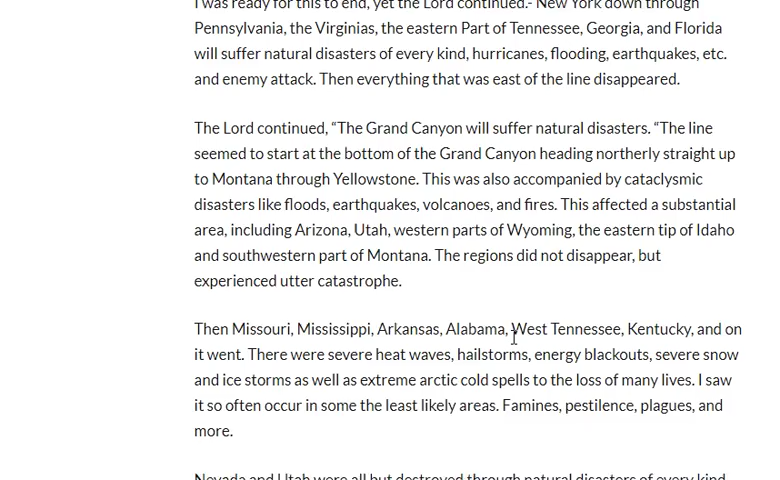 I was ready for this to end, yet the Lord continued.- New York down through
Pennsylvania, the Virginias, the eastern Part of Tennessee, Georgia, and Florida
will suffer natural disasters of every kind, hurricanes, flooding, earthquakes, etc.
and enemy attack. Then everything that was east of the line disappeared.
The Lord continued, “The Grand Canyon will suffer natural disasters. “The line
seemed to start at the bottom of the Grand Canyon heading northerly straight up
to Montana through Yellowstone. This was also accompanied by cataclysmic
disasters like floods, earthquakes, volcanoes, and fires. This affected a substantial
area, including Arizona, Utah, western parts of Wyoming, the eastern tip of Idaho
and southwestern part of Montana. The regions did not disappear, but
experienced utter catastrophe.
Then Missouri, Mississippi, Arkansas, Alabama, West Tennessee, Kentucky, and on
it went. There were severe heat waves, hailstorms, energy blackouts, severe snow
and ice storms as well as extreme arctic cold spells to the loss of many lives. I saw
it so often occur in some the least likely areas. Famines, pestilence, plagues, and
more.
Nevada and Utah were all but destroyed through natural disasters of every kind